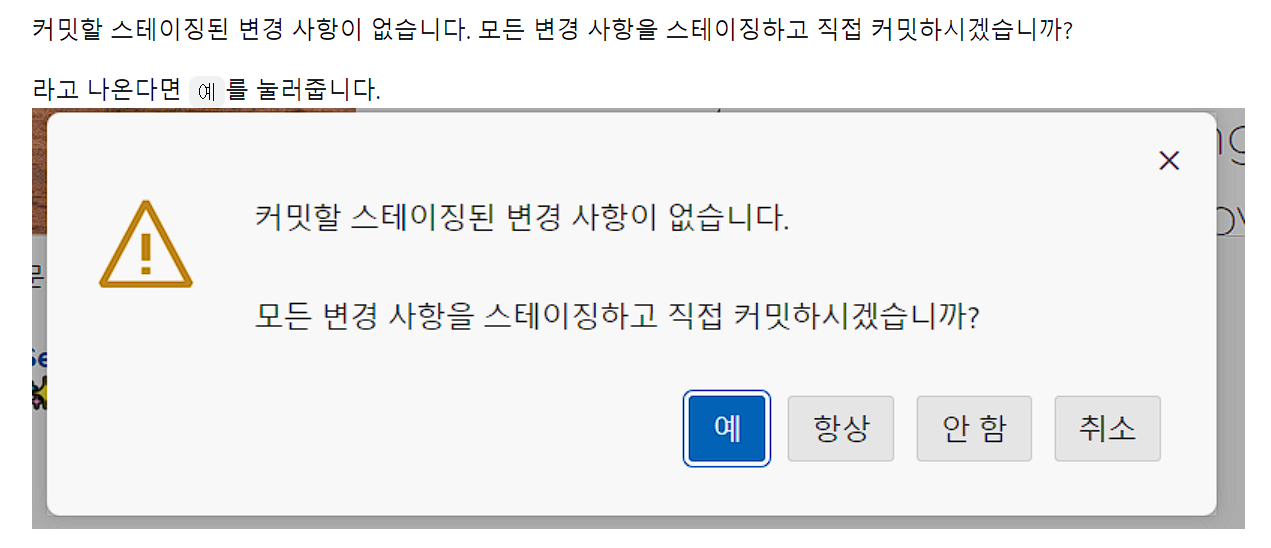 커밋할 스테이징된 변경 사항이 없습니다. 모든 변경 사항을 스테이징하고 직접 커밋하시겠습니까?
라고 나온다면 예 를 눌러줍니다.
커밋할 스테이징된 변경 사항이 없습니다.
모든 변경 사항을 스테이징하고 직접 커밋하시겠습니까?
예 항상 안 함 취소